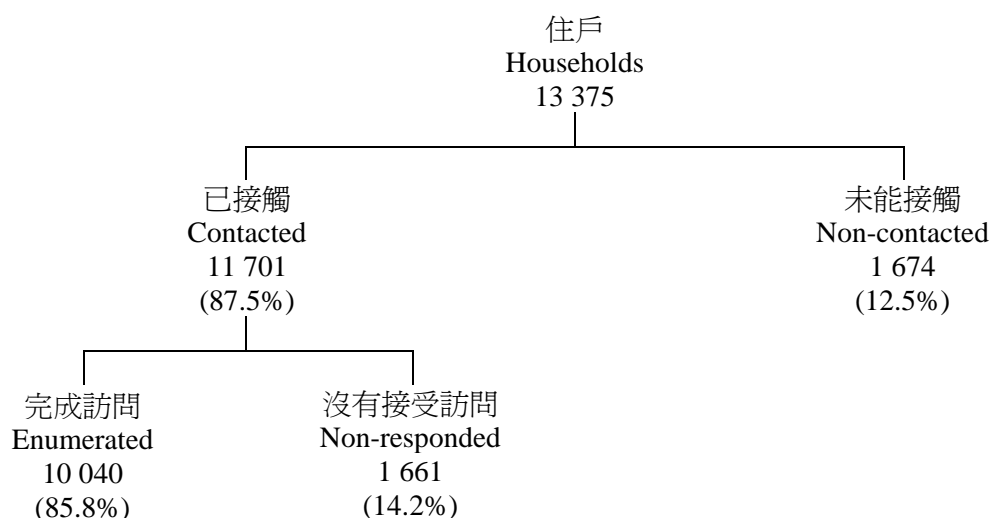 住戶
Households
13 375
已接觸
Contacted
11 701
(87.5%)
未能接觸
Non-contacted
1 674
(12.5%)
完成訪問
Enumerated
10 040
(85.8%)
沒有接受訪問
Non-responded
1 661
(14.2%)